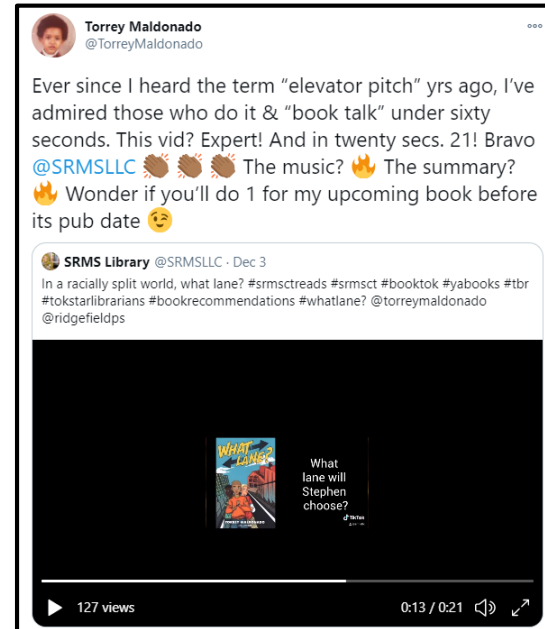 Torrey Maldonado
@TorreyMaldonado
Ever since I heard the term “elevator pitch” yrs ago, I’ve
admired those who do it & “book talk” under sixty
seconds. This vid? Expert! And in twenty secs. 21! Bravo
@SRMSLLC 👏🏾 👏🏾 👏🏾 The music? 🔥 The summary?
🔥 Wonder if you’ll do 1 for my upcoming book before
its pub date 😉
SRMS Library @SRMSLLC · Dec 3
In a racially split world, what lane? #srmsctreads #srmsct #booktok #yabooks #tbr
#tokstarlibrarians #bookrecommendations #whatlane? @torreymaldonado
@ridgefieldps
WHAT
LANE?
TORREY MALDONADO
What
lane will
Stephen
choose?
TikTok
127 views
0:13 / 0:21